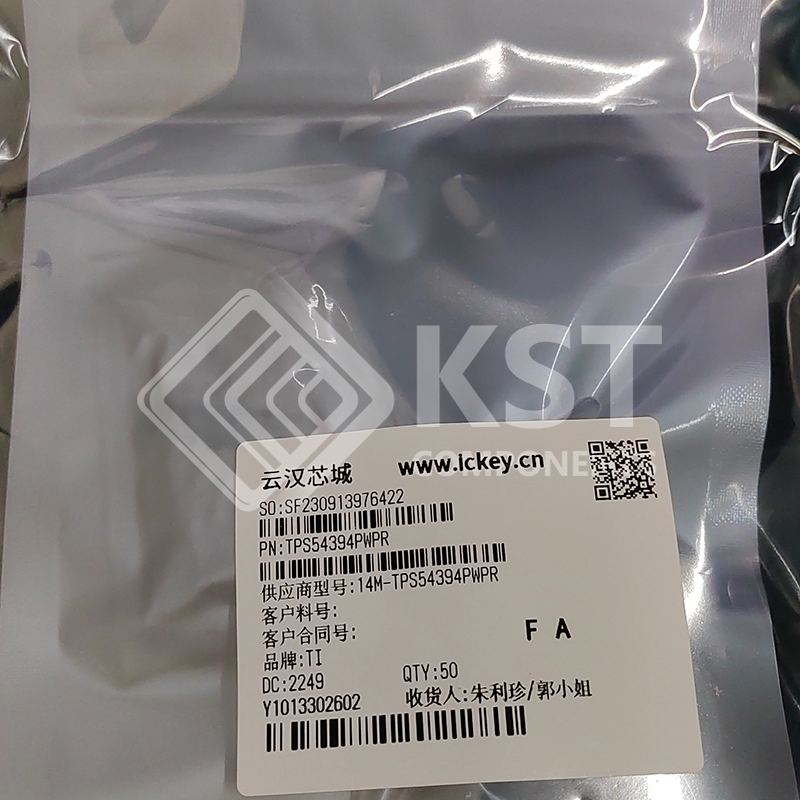 KST
COMPONENT
云汉芯城 www.ickey.cn
SO:SF230913976422
PN:TPS54394PWPR
供应商型号:14M-TPS54394PWPR
客户料号:
客户合同号:
F A
品牌:TI
DC:2249 QTY:50
Y1013302602 收货人:朱利珍/郭小姐